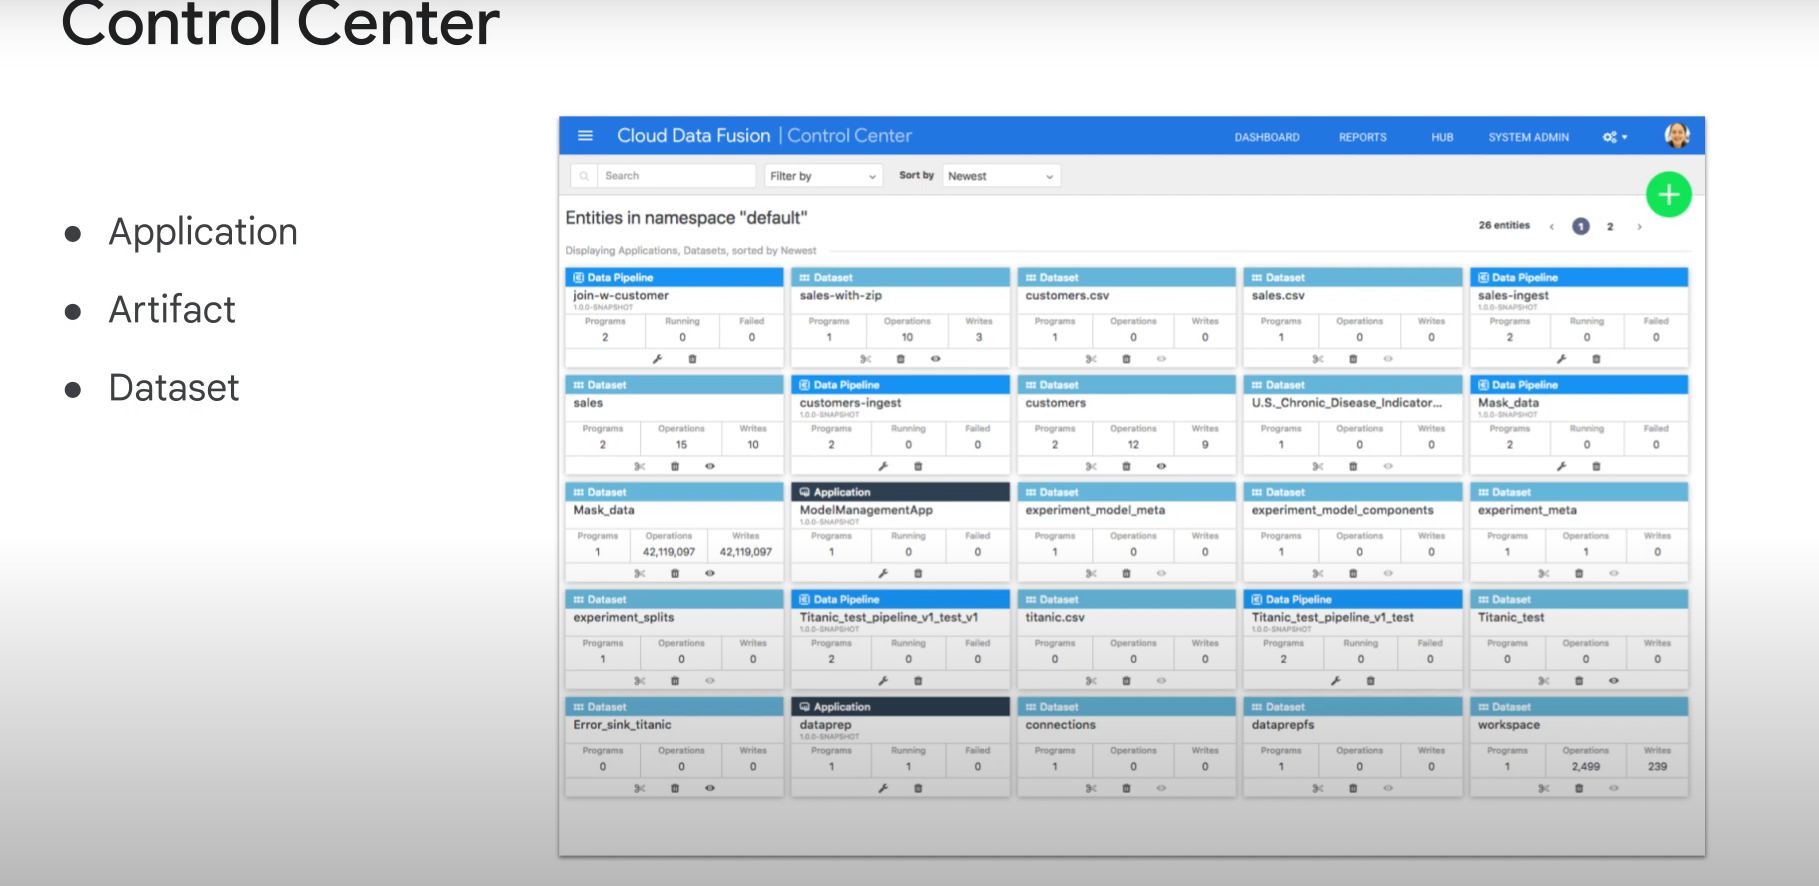 Control Center
● Application
● Artifact
● Dataset
Cloud Data Fusion | Control Center DASHBOARD REPORTS HUB SYSTEM ADMIN
Search Filter by Sort by Newest
Entities in namespace "default" 26 entities ‹ 1 2 ›
Displaying Applications, Datasets, sorted by Newest
Data Pipeline Dataset Dataset Dataset Data Pipeline
join-w-customer sales-with-zip customers.csv sales.csv sales-ingest
1.0.0-SNAPSHOT 1.0.0-SNAPSHOT
Programs Running Failed Programs Operations Writes Programs Operations Writes Programs Operations Writes Programs Running Failed
2 0 0 1 10 3 1 0 0 1 0 0 2 0 0
Dataset Data Pipeline Dataset Dataset Data Pipeline
sales customers-ingest customers U.S._Chronic_Disease_Indicator... Mask_data
1.0.0-SNAPSHOT 1.0.0-SNAPSHOT
Programs Operations Writes Programs Running Failed Programs Operations Writes Programs Operations Writes Programs Running Failed
2 15 10 2 0 0 2 12 9 1 0 0 2 0 0
Dataset Application Dataset Dataset Dataset
Mask_data ModelManagementApp experiment_model_meta experiment_model_components experiment_meta
1.0.0-SNAPSHOT
Programs Operations Writes Programs Running Failed Programs Operations Writes Programs Operations Writes Programs Operations Writes
1 42,119,097 42,119,097 1 0 0 1 0 0 1 0 0 1 1 0
Dataset Data Pipeline Dataset Data Pipeline Dataset
experiment_splits Titanic_test_pipeline_v1_test_v1 titanic.csv Titanic_test_pipeline_v1_test Titanic_test
1.0.0-SNAPSHOT 1.0.0-SNAPSHOT
Programs Operations Writes Programs Running Failed Programs Operations Writes Programs Running Failed Programs Operations Writes
1 0 0 2 0 0 0 0 0 2 0 0 0 0 0
Dataset Application Dataset Dataset Dataset
Error_sink_titanic dataprep connections dataprepfs workspace
1.0.0-SNAPSHOT
Programs Operations Writes Programs Running Failed Programs Operations Writes Programs Operations Writes Programs Operations Writes
0 0 0 1 1 0 1 0 0 1 0 0 1 2,499 239